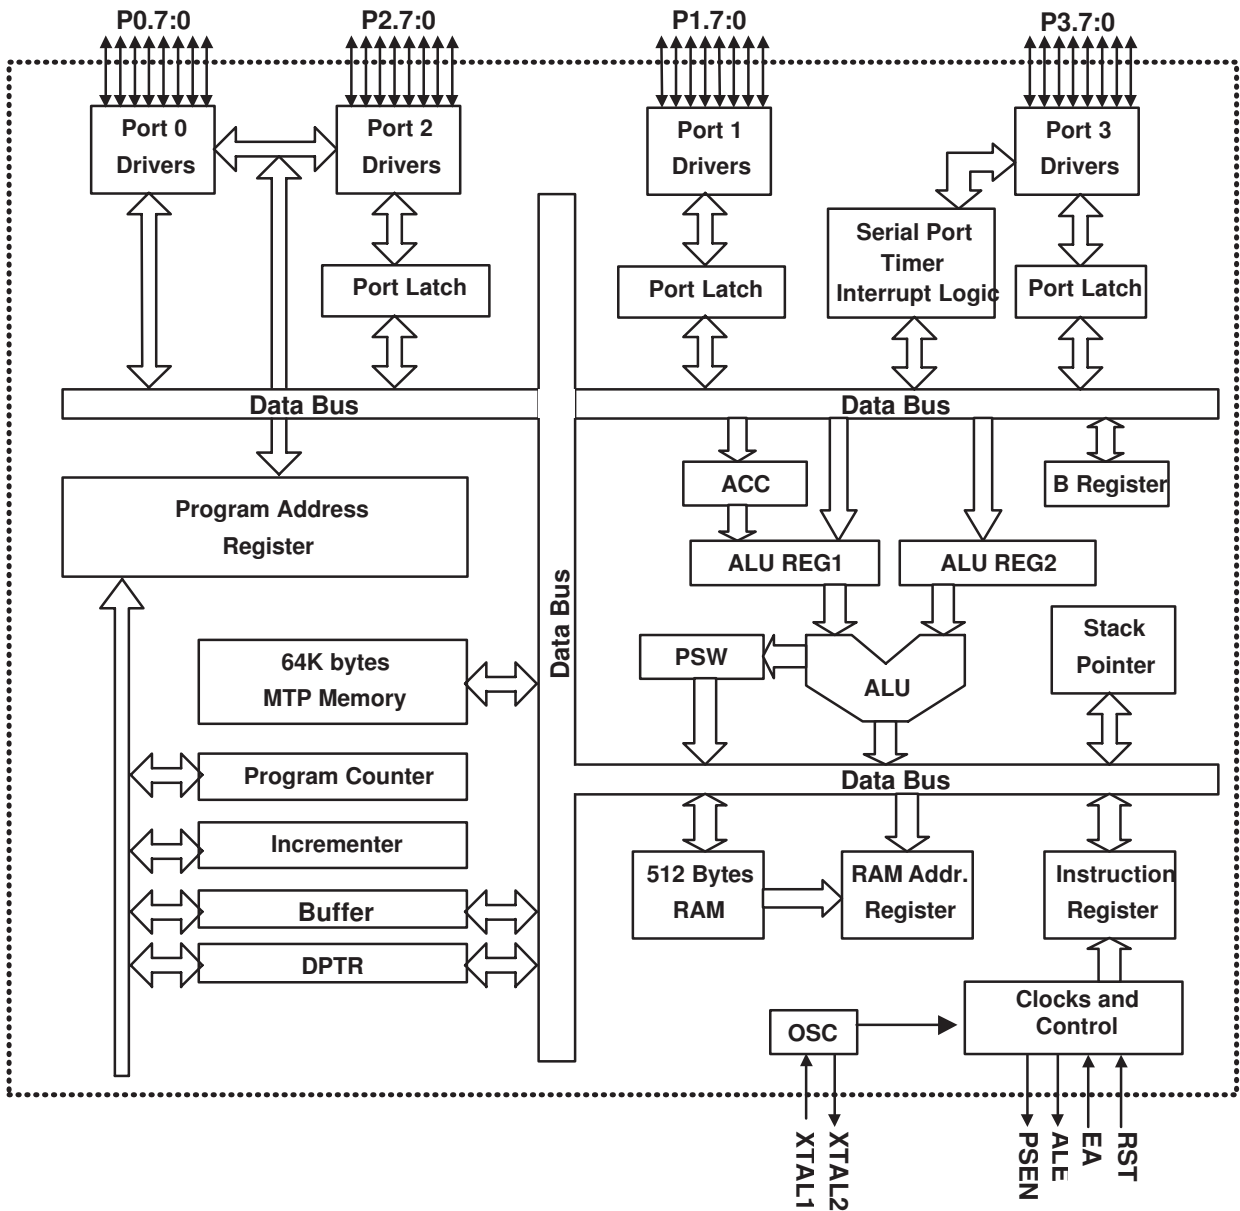 P0.7:0
P2.7:0
P1.7:0
P3.7:0
Port 0
Drivers
Port 2
Drivers
Port 1
Drivers
Port 3
Drivers
Port Latch
Port Latch
Serial Port
Timer
Interrupt Logic
Port Latch
Data Bus
Data Bus
Program Address
Register
ACC
B Register
ALU REG1
ALU REG2
Data Bus
64K bytes
MTP Memory
PSW
ALU
Stack
Pointer
Program Counter
Data Bus
Incrementer
Buffer
DPTR
512 Bytes
RAM
RAM Addr.
Register
Instruction
Register
OSC
Clocks and
Control
XTAL1
XTAL2
PSEN
ALE
EA
RST